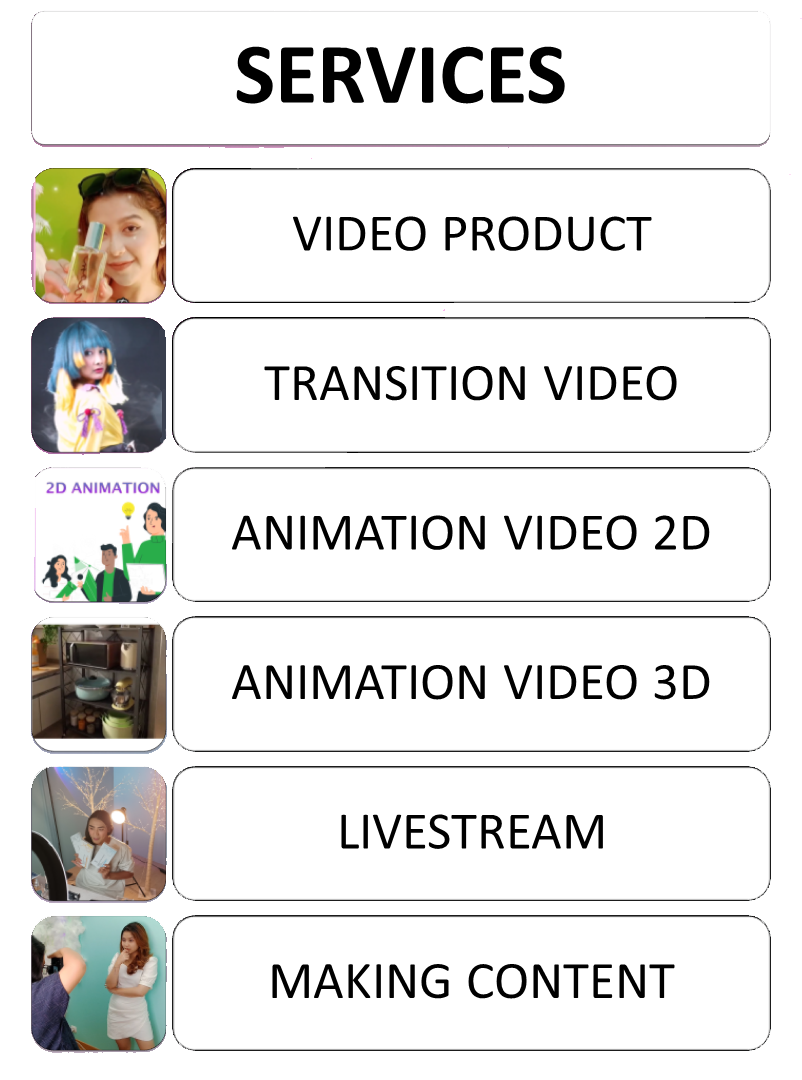 SERVICES
VIDEO PRODUCT
TRANSITION VIDEO
2D ANIMATION
ANIMATION VIDEO 2D
ANIMATION VIDEO 3D
LIVESTREAM
MAKING CONTENT